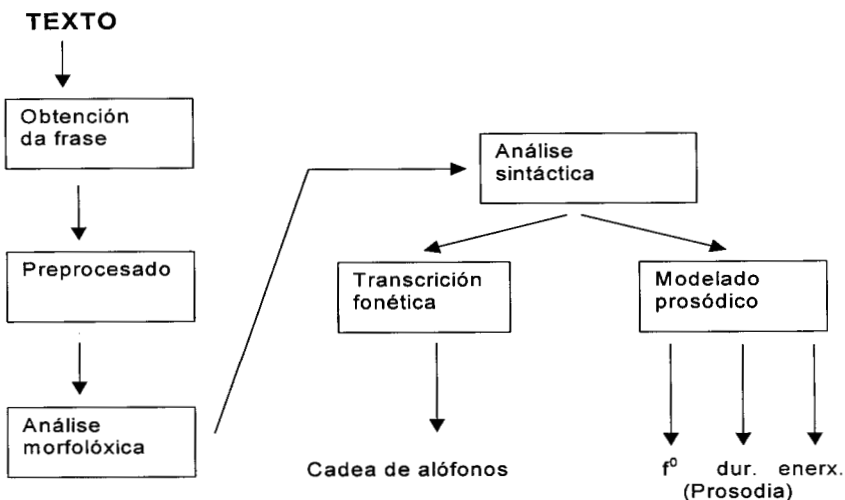 TEXTO
Obtención
da frase
Preprocesado
Análise
morfolóxica
Análise
sintáctica
Transcrición
fonética
Modelado
prosódico
Cadea de alófonos
f⁰ dur. enerx.
(Prosodia)